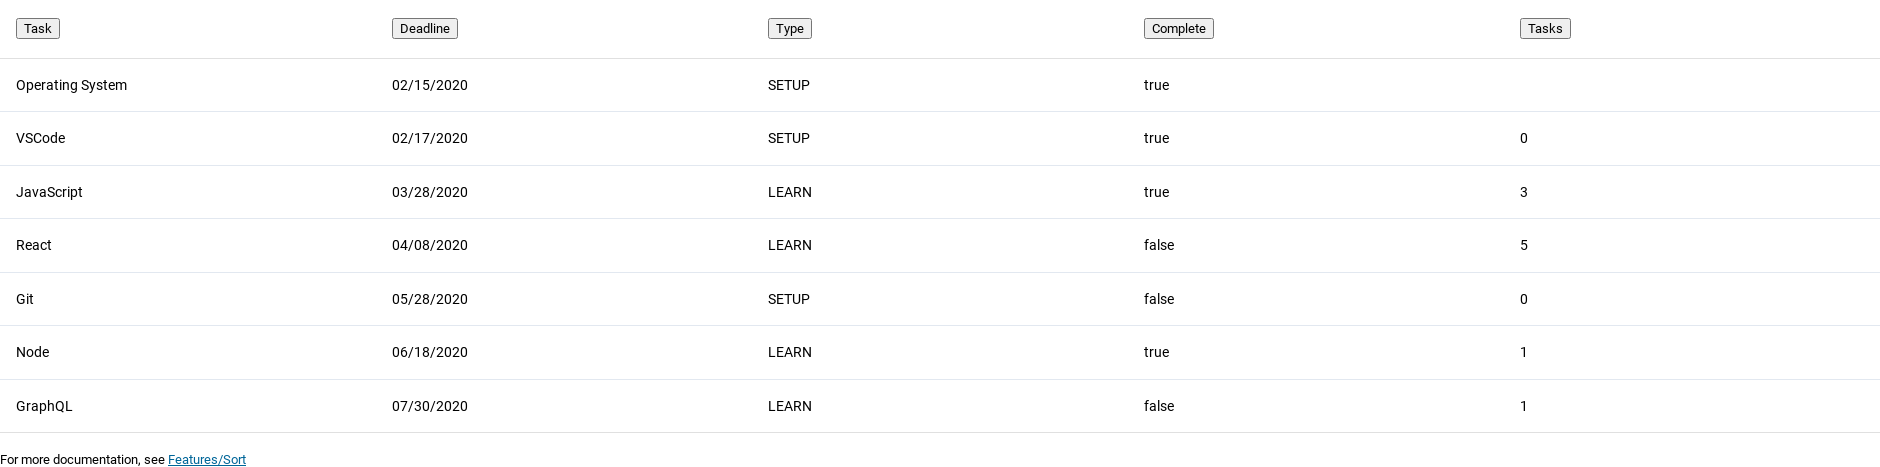 Task Deadline Type Complete Tasks
Operating System 02/15/2020 SETUP true
VSCode 02/17/2020 SETUP true 0
JavaScript 03/28/2020 LEARN true 3
React 04/08/2020 LEARN false 5
Git 05/28/2020 SETUP false 0
Node 06/18/2020 LEARN true 1
GraphQL 07/30/2020 LEARN false 1
For more documentation, see Features/Sort